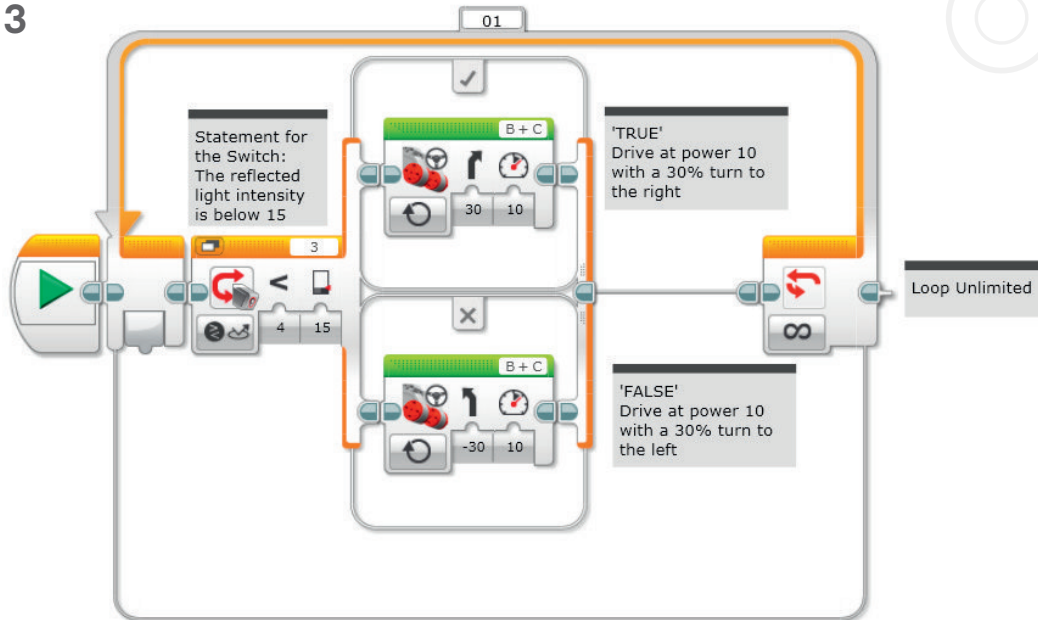 3
01
Statement for
the Switch:
The reflected
light intensity
is below 15
3
<
4
15
B + C
30
10
'TRUE'
Drive at power 10
with a 30% turn to
the right
B + C
-30
10
'FALSE'
Drive at power 10
with a 30% turn to
the left
∞
Loop Unlimited